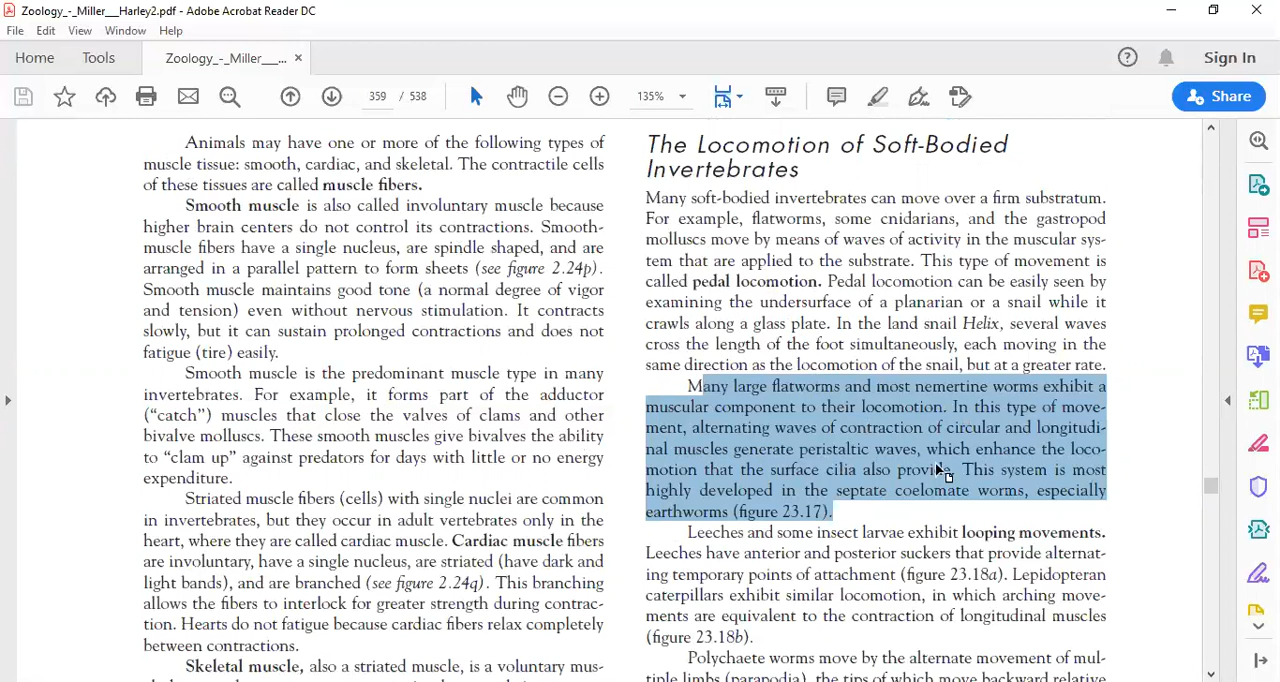 Zoology_-_Miller___Harley2.pdf - Adobe Acrobat Reader DC
File Edit View Window Help
Home Tools Zoology_-_Miller___... × Sign In
359 / 538 135% Share
Animals may have one or more of the following types of
muscle tissue: smooth, cardiac, and skeletal. The contractile cells
of these tissues are called muscle fibers.
Smooth muscle is also called involuntary muscle because
higher brain centers do not control its contractions. Smooth-
muscle fibers have a single nucleus, are spindle shaped, and are
arranged in a parallel pattern to form sheets (see figure 2.24p).
Smooth muscle maintains good tone (a normal degree of vigor
and tension) even without nervous stimulation. It contracts
slowly, but it can sustain prolonged contractions and does not
fatigue (tire) easily.
Smooth muscle is the predominant muscle type in many
invertebrates. For example, it forms part of the adductor
(“catch”) muscles that close the valves of clams and other
bivalve molluscs. These smooth muscles give bivalves the ability
to “clam up” against predators for days with little or no energy
expenditure.
Striated muscle fibers (cells) with single nuclei are common
in invertebrates, but they occur in adult vertebrates only in the
heart, where they are called cardiac muscle. Cardiac muscle fibers
are involuntary, have a single nucleus, are striated (have dark and
light bands), and are branched (see figure 2.24q). This branching
allows the fibers to interlock for greater strength during contrac-
tion. Hearts do not fatigue because cardiac fibers relax completely
between contractions.
Skeletal muscle, also a striated muscle, is a voluntary mus-
The Locomotion of Soft-Bodied
Invertebrates
Many soft-bodied invertebrates can move over a firm substratum.
For example, flatworms, some cnidarians, and the gastropod
molluscs move by means of waves of activity in the muscular sys-
tem that are applied to the substrate. This type of movement is
called pedal locomotion. Pedal locomotion can be easily seen by
examining the undersurface of a planarian or a snail while it
crawls along a glass plate. In the land snail Helix, several waves
cross the length of the foot simultaneously, each moving in the
same direction as the locomotion of the snail, but at a greater rate.
Many large flatworms and most nemertine worms exhibit a
muscular component to their locomotion. In this type of move-
ment, alternating waves of contraction of circular and longitudi-
nal muscles generate peristaltic waves, which enhance the loco-
motion that the surface cilia also provide. This system is most
highly developed in the septate coelomate worms, especially
earthworms (figure 23.17).
Leeches and some insect larvae exhibit looping movements.
Leeches have anterior and posterior suckers that provide alternat-
ing temporary points of attachment (figure 23.18a). Lepidopteran
caterpillars exhibit similar locomotion, in which arching move-
ments are equivalent to the contraction of longitudinal muscles
(figure 23.18b).
Polychaete worms move by the alternate movement of mul-
tiple limbs (parapodia), the tips of which move backward relative